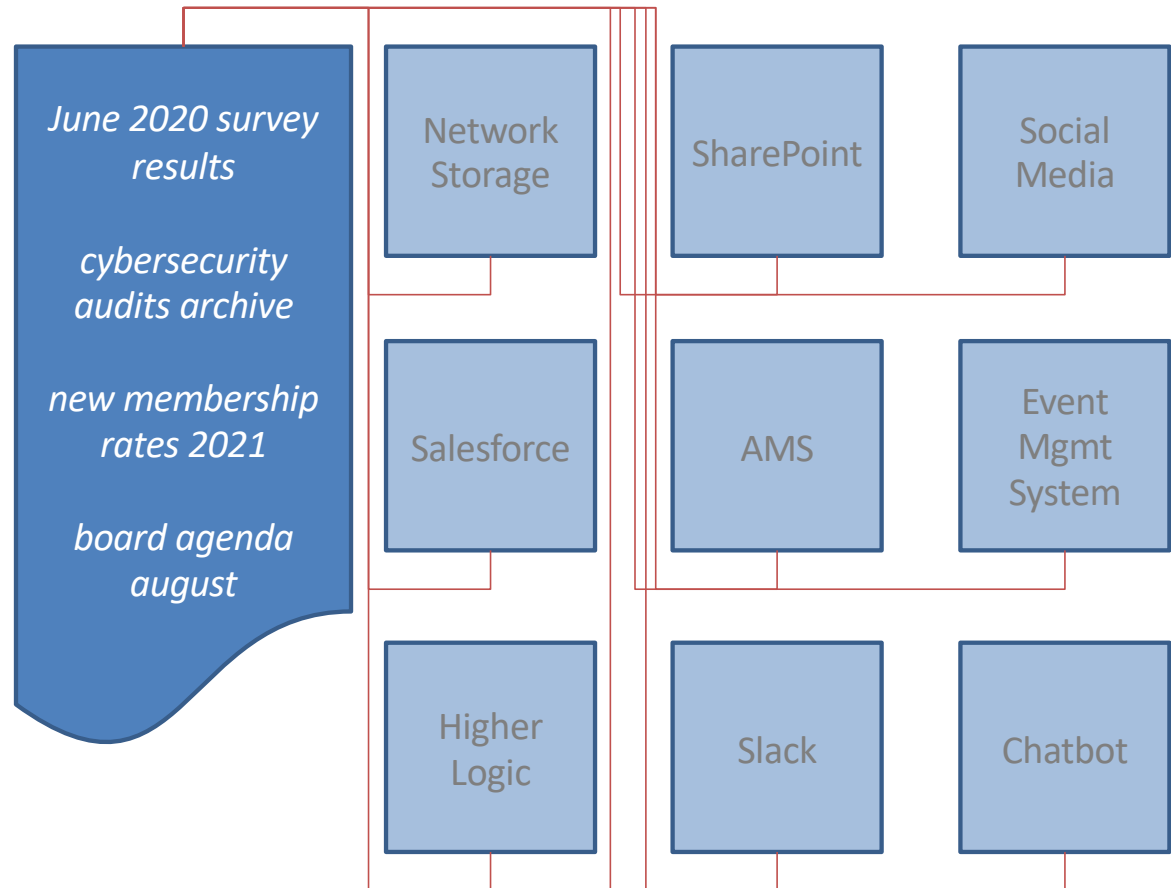 June 2020 survey
results
cybersecurity
audits archive
new membership
rates 2021
board agenda
august
Network
Storage
SharePoint
Social
Media
Salesforce
AMS
Event
Mgmt
System
Higher
Logic
Slack
Chatbot